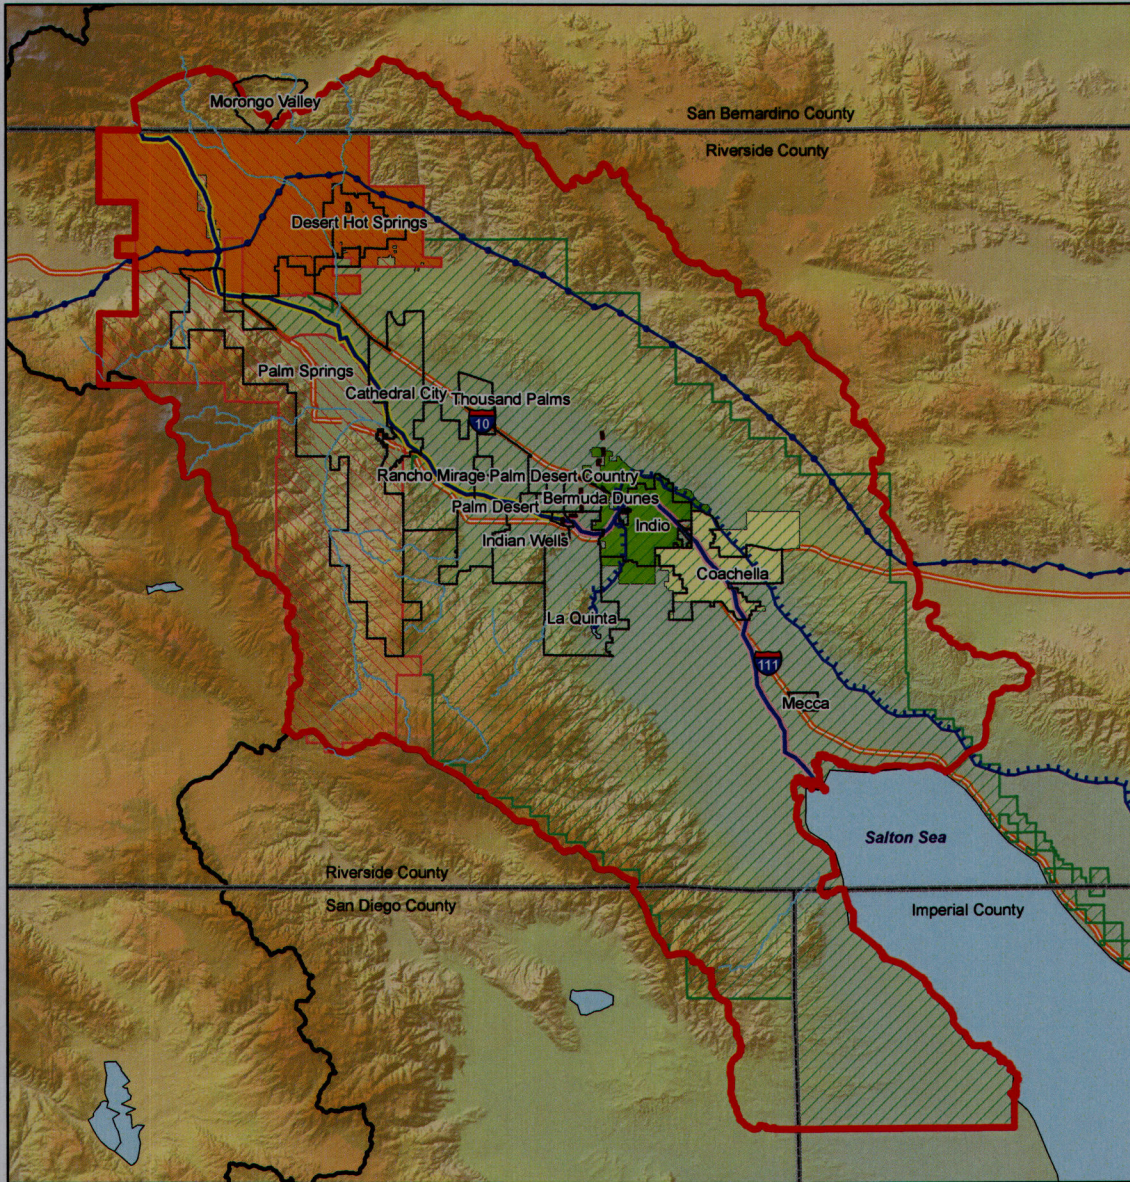 Morongo Valley
San Bernardino County
Riverside County
Desert Hot Springs
Palm Springs
Cathedral City
Thousand Palms
10
Rancho Mirage
Palm Desert Country
Palm Desert
Bermuda Dunes
Indio
Indian Wells
Coachella
La Quinta
111
Mecca
Salton Sea
Riverside County
San Diego County
Imperial County